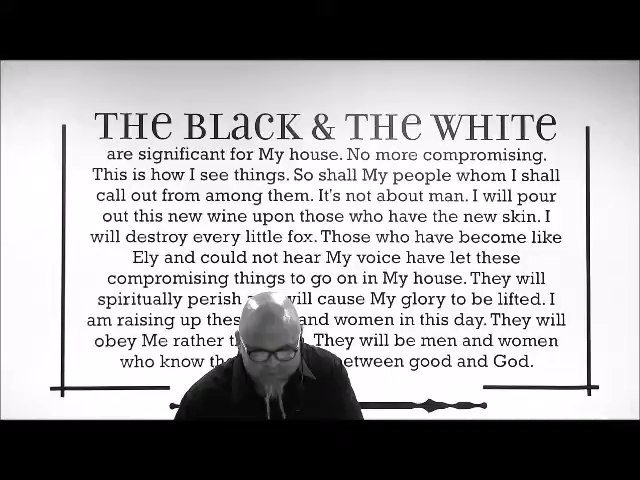 THE BLACK & THE WHITE
are significant for My house. No more compromising.
This is how I see things. So shall My people whom I shall
call out from among them. It's not about man. I will pour
out this new wine upon those who have the new skin. I
will destroy every little fox. Those who have become like
Ely and could not hear My voice have let these
compromising things to go on in My house. They will
spiritually perish will cause My glory to be lifted. I
am raising up and women in this day. They will
obey Me rather They will be men and women
who know between good and God.